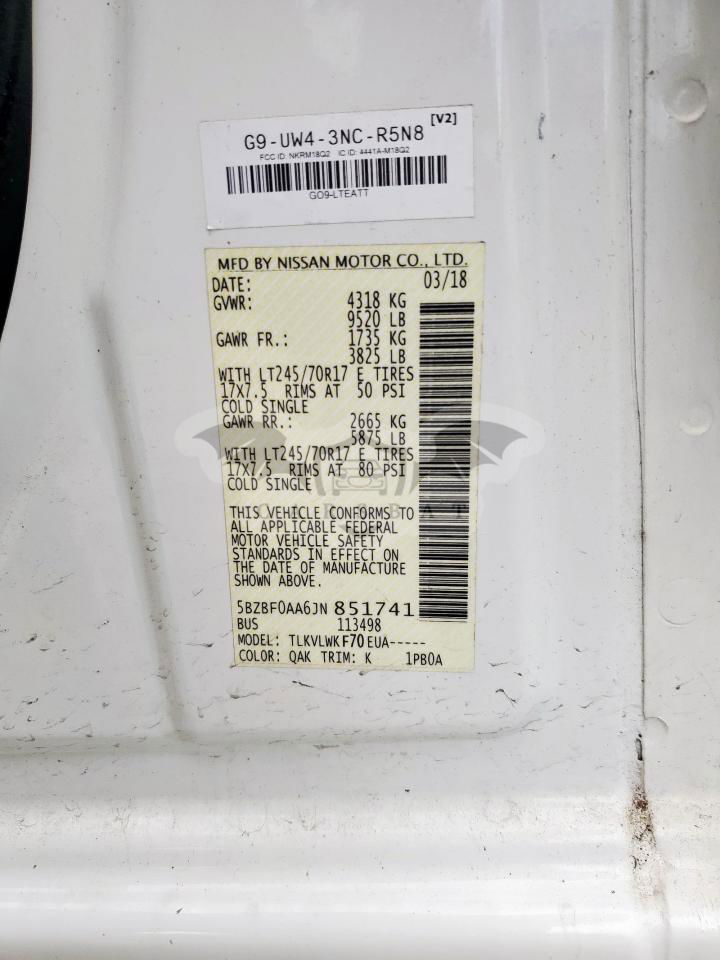 G9-UW4-3NC-R5N8 [V2]
FCC ID: NKRM18Q2 IC ID: 4441A-M18Q2
GO9-LTEATT
MFD BY NISSAN MOTOR CO., LTD.
DATE: 03/18
GVWR: 4318 KG
9520 LB
GAWR FR.: 1735 KG
3825 LB
WITH LT245/70R17 E TIRES
17X7.5 RIMS AT 50 PSI
COLD SINGLE
GAWR RR.: 2665 KG
5875 LB
WITH LT245/70R17 E TIRES
17X7.5 RIMS AT 80 PSI
COLD SINGLE
THIS VEHICLE CONFORMS TO
ALL APPLICABLE FEDERAL
MOTOR VEHICLE SAFETY
STANDARDS IN EFFECT ON
THE DATE OF MANUFACTURE
SHOWN ABOVE.
5BZBF0AA6JN 851741
BUS 113498
MODEL: TLKVLWK F70 EUA-----
COLOR: QAK TRIM: K 1PB0A